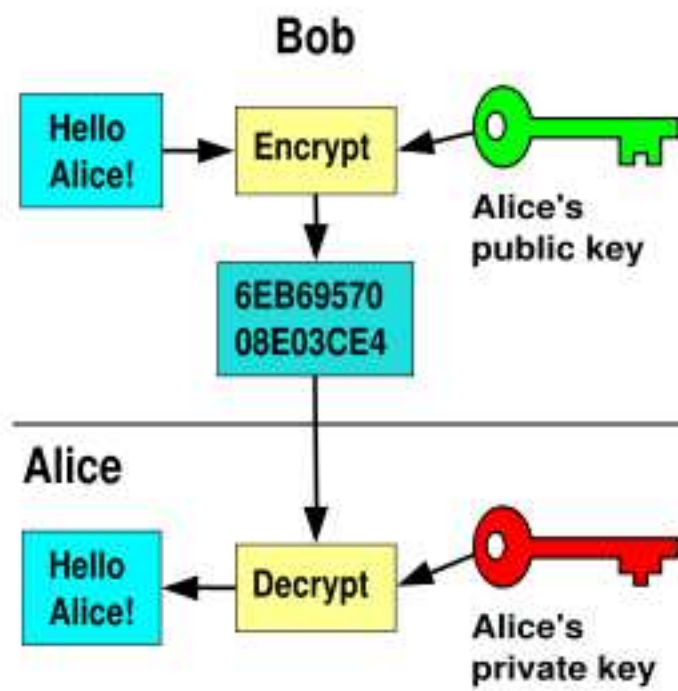 Bob
Hello
Alice!
Encrypt
Alice's
public key
6EB69570
08E03CE4
Alice
Hello
Alice!
Decrypt
Alice's
private key